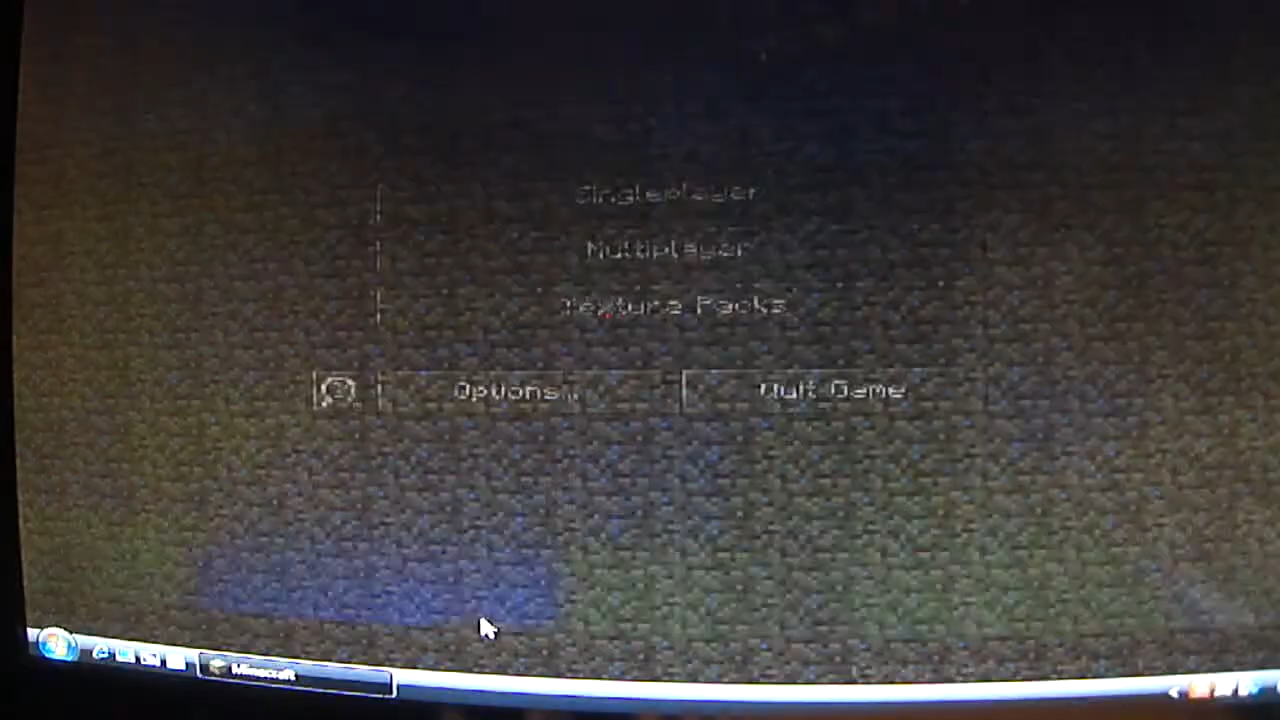 Singleplayer
Multiplayer
Texture Packs
Options...
Quit Game
Minecraft